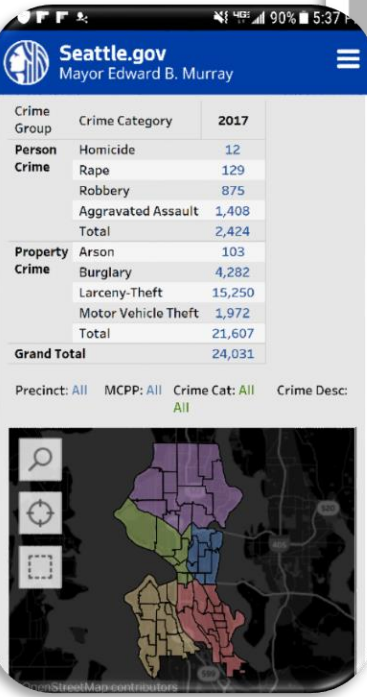 90% 5:37
Seattle.gov
Mayor Edward B. Murray
Crime Group Crime Category 2017
Person Crime Homicide 12
Rape 129
Robbery 875
Aggravated Assault 1,408
Total 2,424
Property Crime Arson 103
Burglary 4,282
Larceny-Theft 15,250
Motor Vehicle Theft 1,972
Total 21,607
Grand Total 24,031
Precinct: All MCPP: All Crime Cat: All Crime Desc:
All
OpenStreetMap contributors